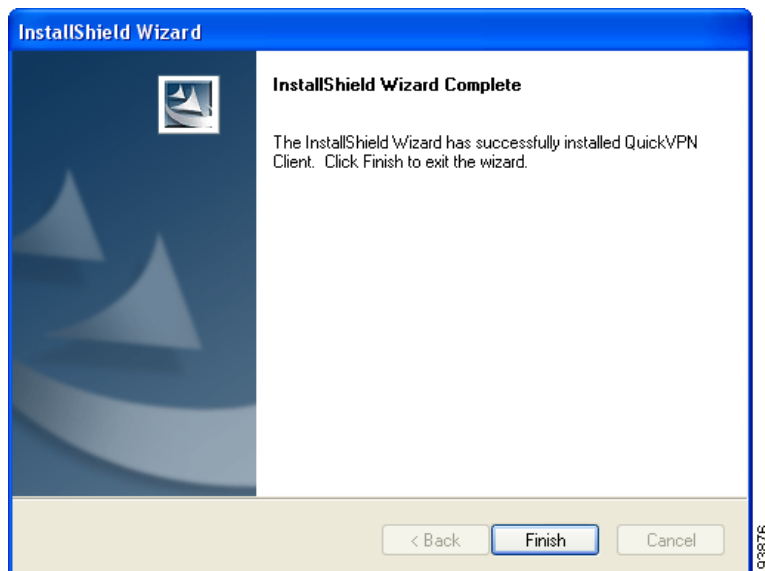 InstallShield Wizard
InstallShield Wizard Complete
The InstallShield Wizard has successfully installed QuickVPN
Client. Click Finish to exit the wizard.
< Back
Finish
Cancel